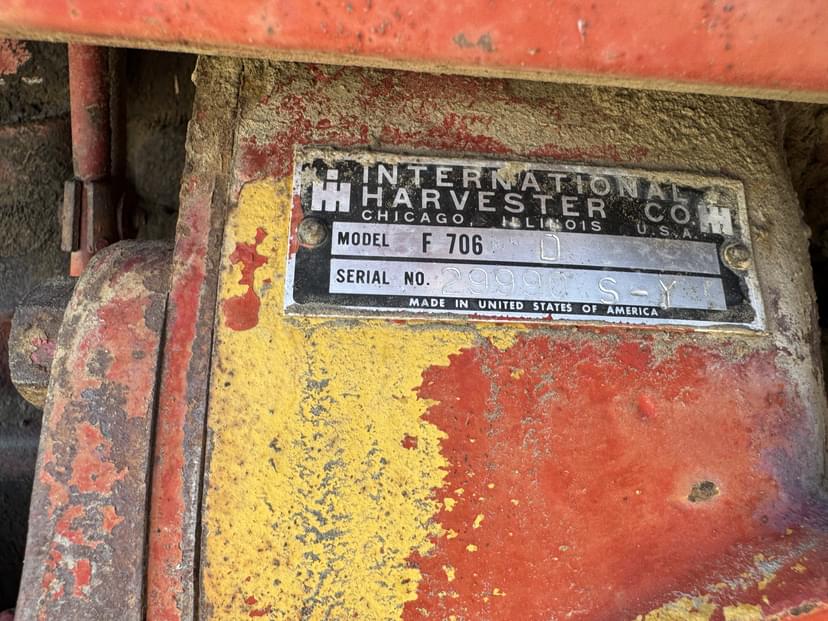 INTERNATIONAL
HARVESTER CO.
CHICAGO, ILLINOIS U.S.A.
MODEL F 706 D
SERIAL NO. S-Y
MADE IN UNITED STATES OF AMERICA